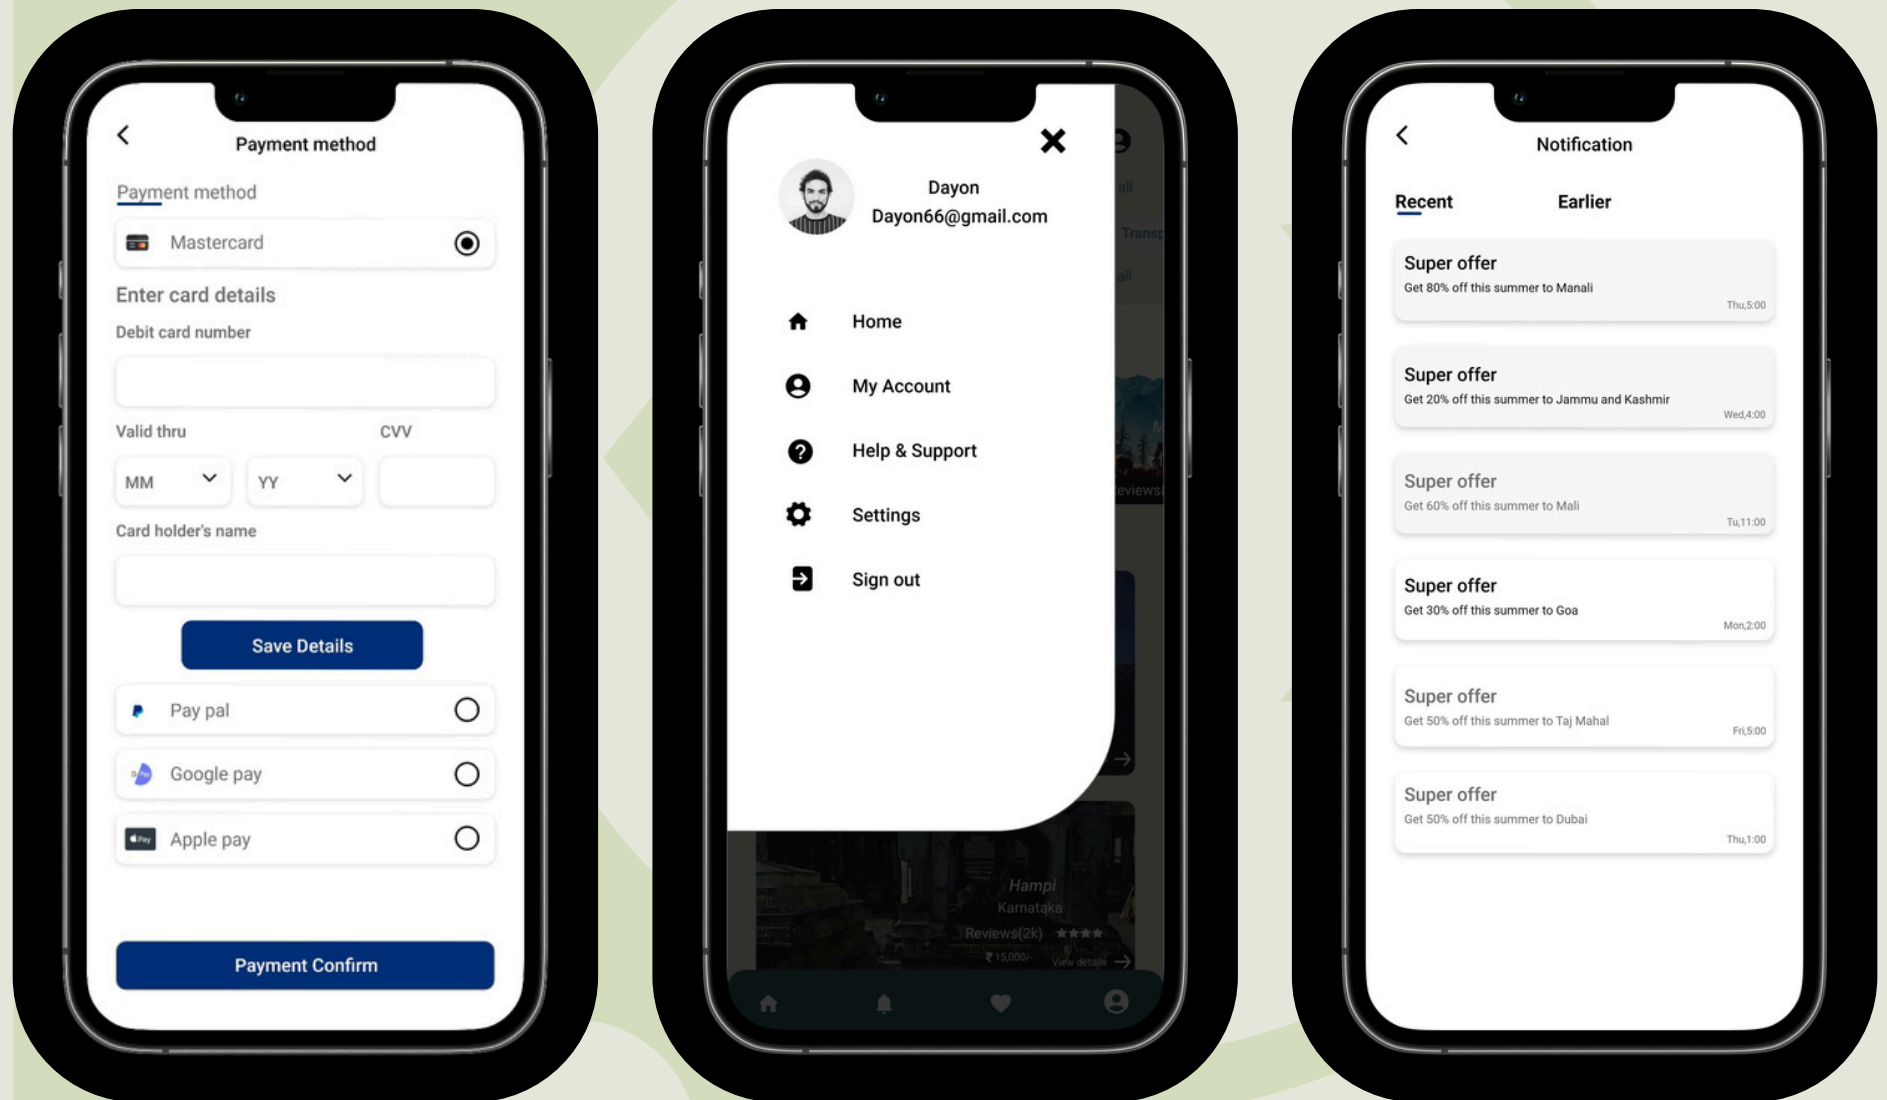 Payment method
Payment method
Mastercard
Enter card details
Debit card number
Valid thru CVV
MM YY
Card holder's name
Save Details
Pay pal
Google pay
Pay
Apple pay
Payment Confirm
Dayon
Dayon66@gmail.com
Home
My Account
Help & Support
Settings
Sign out
all
all
Hampi
Karnataka
Reviews(2k)
₹ 15,000/- View details
Notification
Recent Earlier
Super offer
Get 80% off this summer to Manali
Thu,5:00
Super offer
Get 20% off this summer to Jammu and Kashmir
Wed,4:00
Super offer
Get 60% off this summer to Mali
Tu,11:00
Super offer
Get 30% off this summer to Goa
Mon,2:00
Super offer
Get 50% off this summer to Taj Mahal
Fri,5:00
Super offer
Get 50% off this summer to Dubai
Thu,1:00